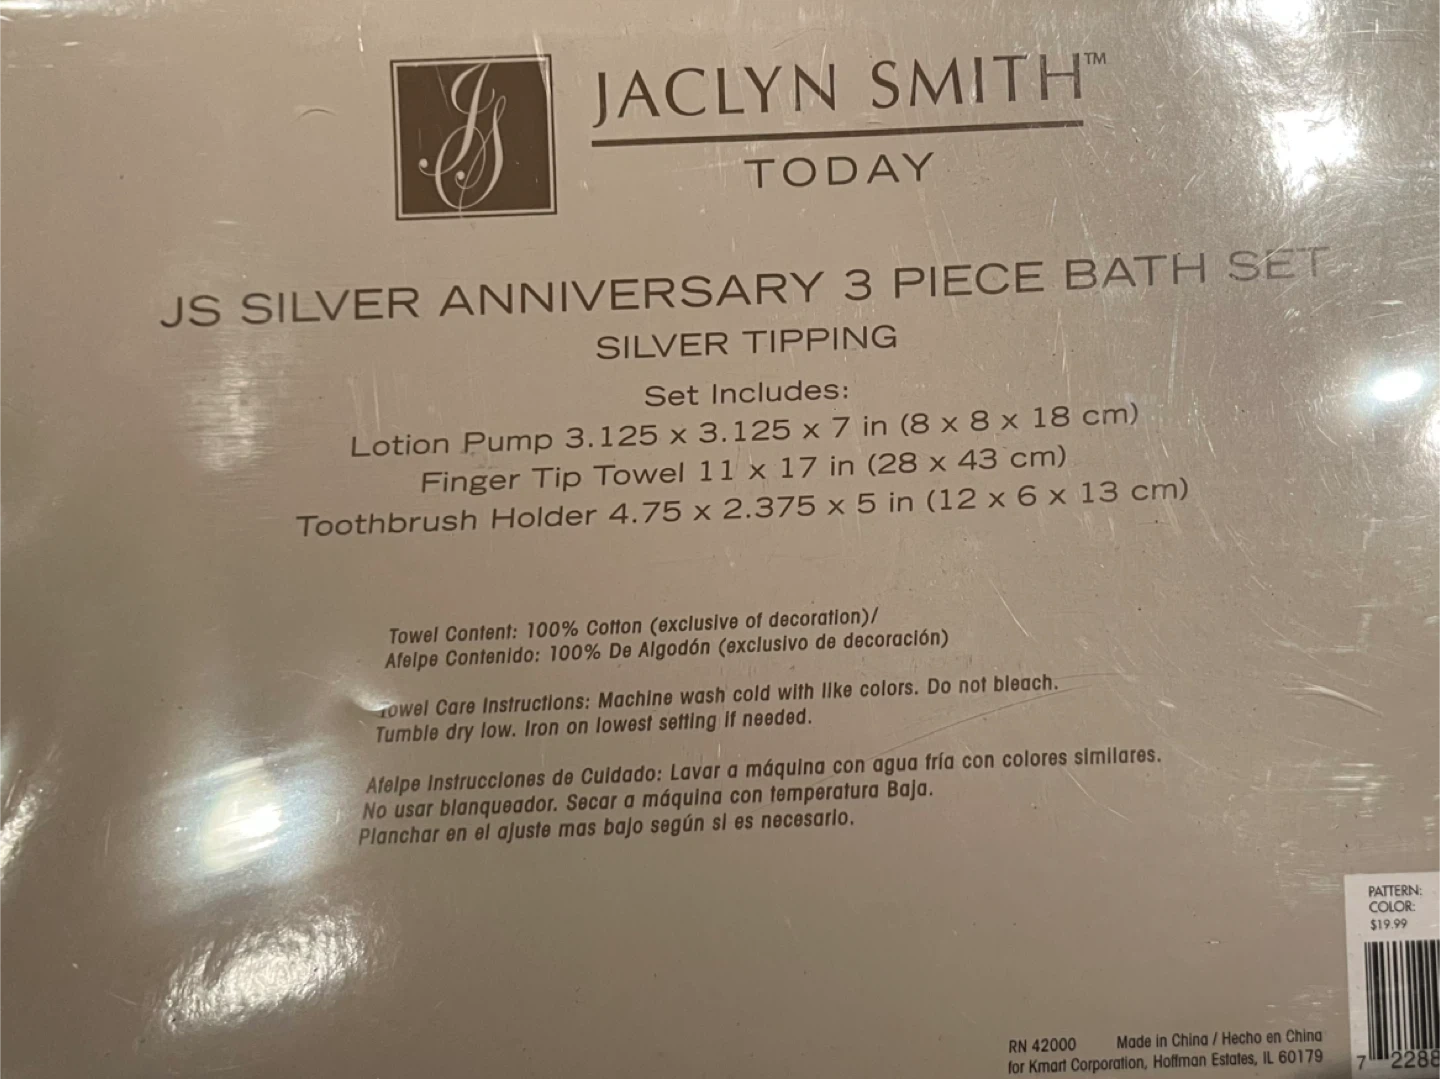 JS
JACLYN SMITH™
TODAY
JS SILVER ANNIVERSARY 3 PIECE BATH SET
SILVER TIPPING
Set Includes:
Lotion Pump 3.125 x 3.125 x 7 in (8 x 8 x 18 cm)
Finger Tip Towel 11 x 17 in (28 x 43 cm)
Toothbrush Holder 4.75 x 2.375 x 5 in (12 x 6 x 13 cm)
Towel Content: 100% Cotton (exclusive of decoration)/
Afelpe Contenido: 100% De Algodón (exclusivo de decoración)
Towel Care Instructions: Machine wash cold with like colors. Do not bleach.
Tumble dry low. Iron on lowest setting if needed.
Afelpe Instrucciones de Cuidado: Lavar a máquina con agua fría con colores similares.
No usar blanqueador. Secar a máquina con temperatura Baja.
Planchar en el ajuste mas bajo según si es necesario.
PATTERN:
COLOR:
$19.99
RN 42000 Made in China / Hecho en China
for Kmart Corporation, Hoffman Estates, IL 60179
7 2288